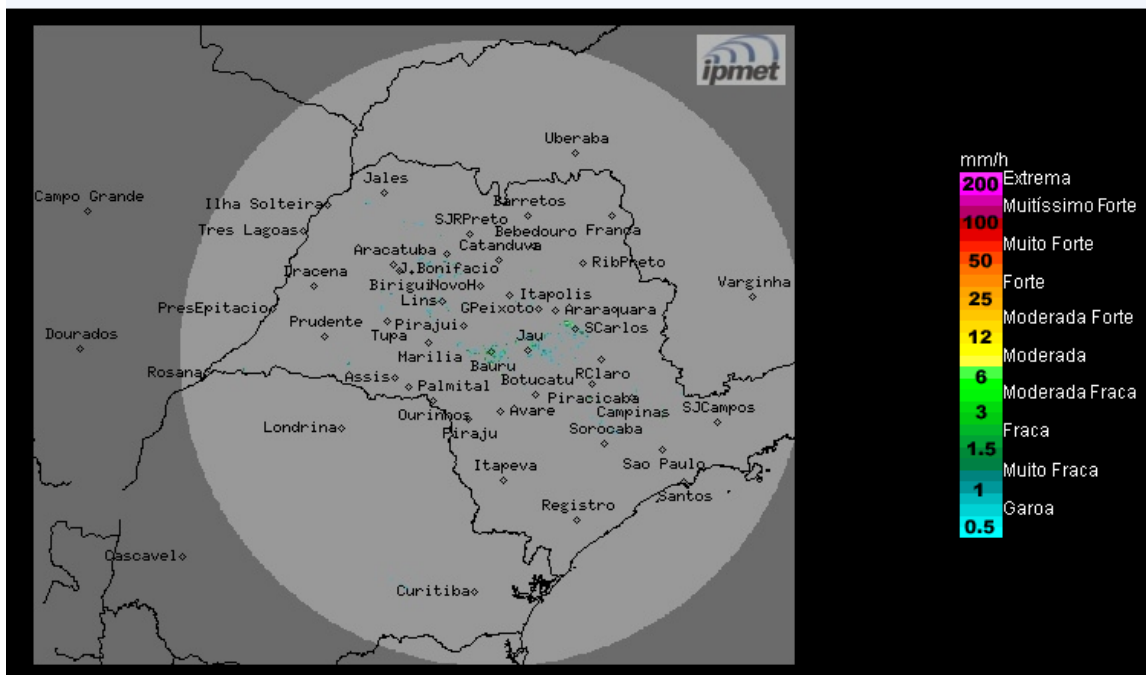 ipmet
Uberaba
Jales
Campo Grande
Ilha Solteira
Barretos
SJRPreto
Tres Lagoas
Bebedouro Franca
Aracatuba Catanduva
Dracena J.Bonifacio RibPreto
Birigui NovoH
Varginha
Lins Itapolis
PresEpitacio GPeixoto Araraquara
Prudente Pirajui SCarlos
Dourados
Tupa Jau
Marilia
Bauru
Rosana Assis Botucatu RClaro
Palmital Piracicaba
Ourinhos Avare Campinas SJCampos
Londrina Piraju Sorocaba
Itapeva Sao Paulo
Santos
Registro
Cascavel
Curitiba
mm/h
200 Extrema
Muitíssimo Forte
100
Muito Forte
50
Forte
25
Moderada Forte
12
Moderada
6
Moderada Fraca
3
Fraca
1.5
Muito Fraca
1
Garoa
0.5